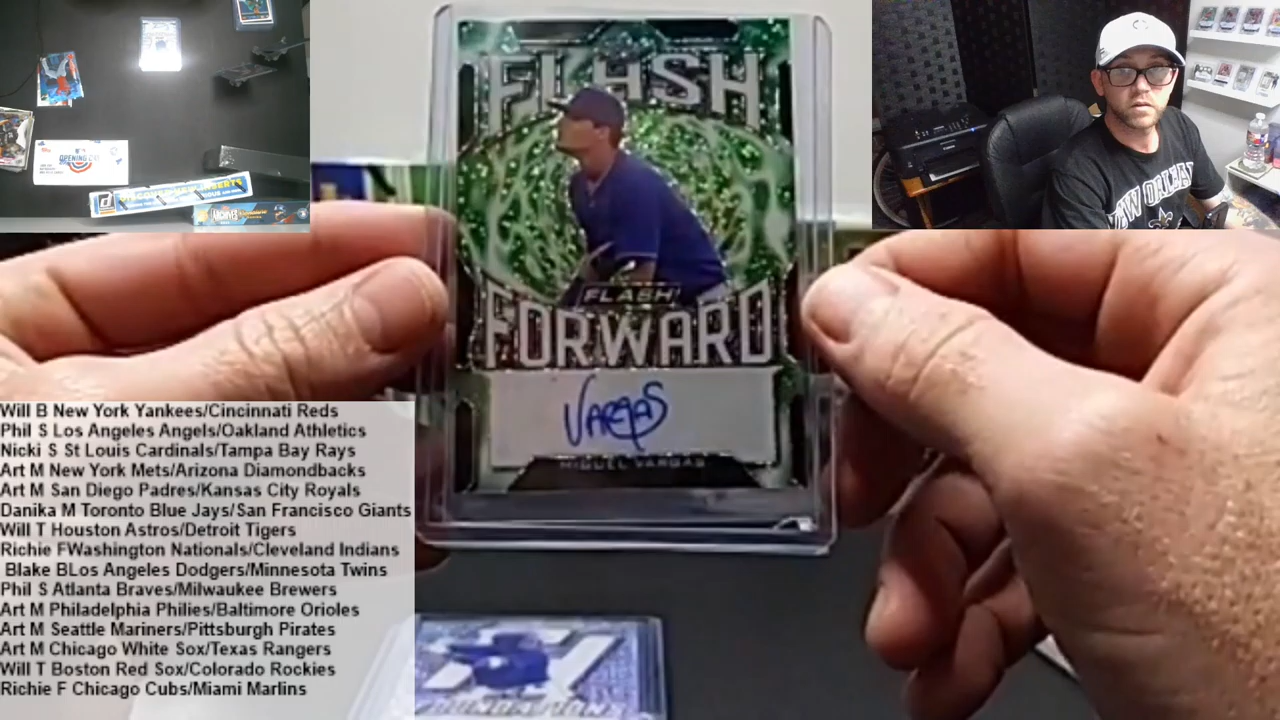 OPENING DAY
ARCHIVES
FLASH
FLASH
FORWARD
VARGAS
MIGUEL VARGAS
NEW ORLEANS
Will B New York Yankees/Cincinnati Reds
Phil S Los Angeles Angels/Oakland Athletics
Nicki S St Louis Cardinals/Tampa Bay Rays
Art M New York Mets/Arizona Diamondbacks
Art M San Diego Padres/Kansas City Royals
Danika M Toronto Blue Jays/San Francisco Giants
Will T Houston Astros/Detroit Tigers
Richie FWashington Nationals/Cleveland Indians
Blake BLos Angeles Dodgers/Minnesota Twins
Phil S Atlanta Braves/Milwaukee Brewers
Art M Philadelphia Philies/Baltimore Orioles
Art M Seattle Mariners/Pittsburgh Pirates
Art M Chicago White Sox/Texas Rangers
Will T Boston Red Sox/Colorado Rockies
Richie F Chicago Cubs/Miami Marlins